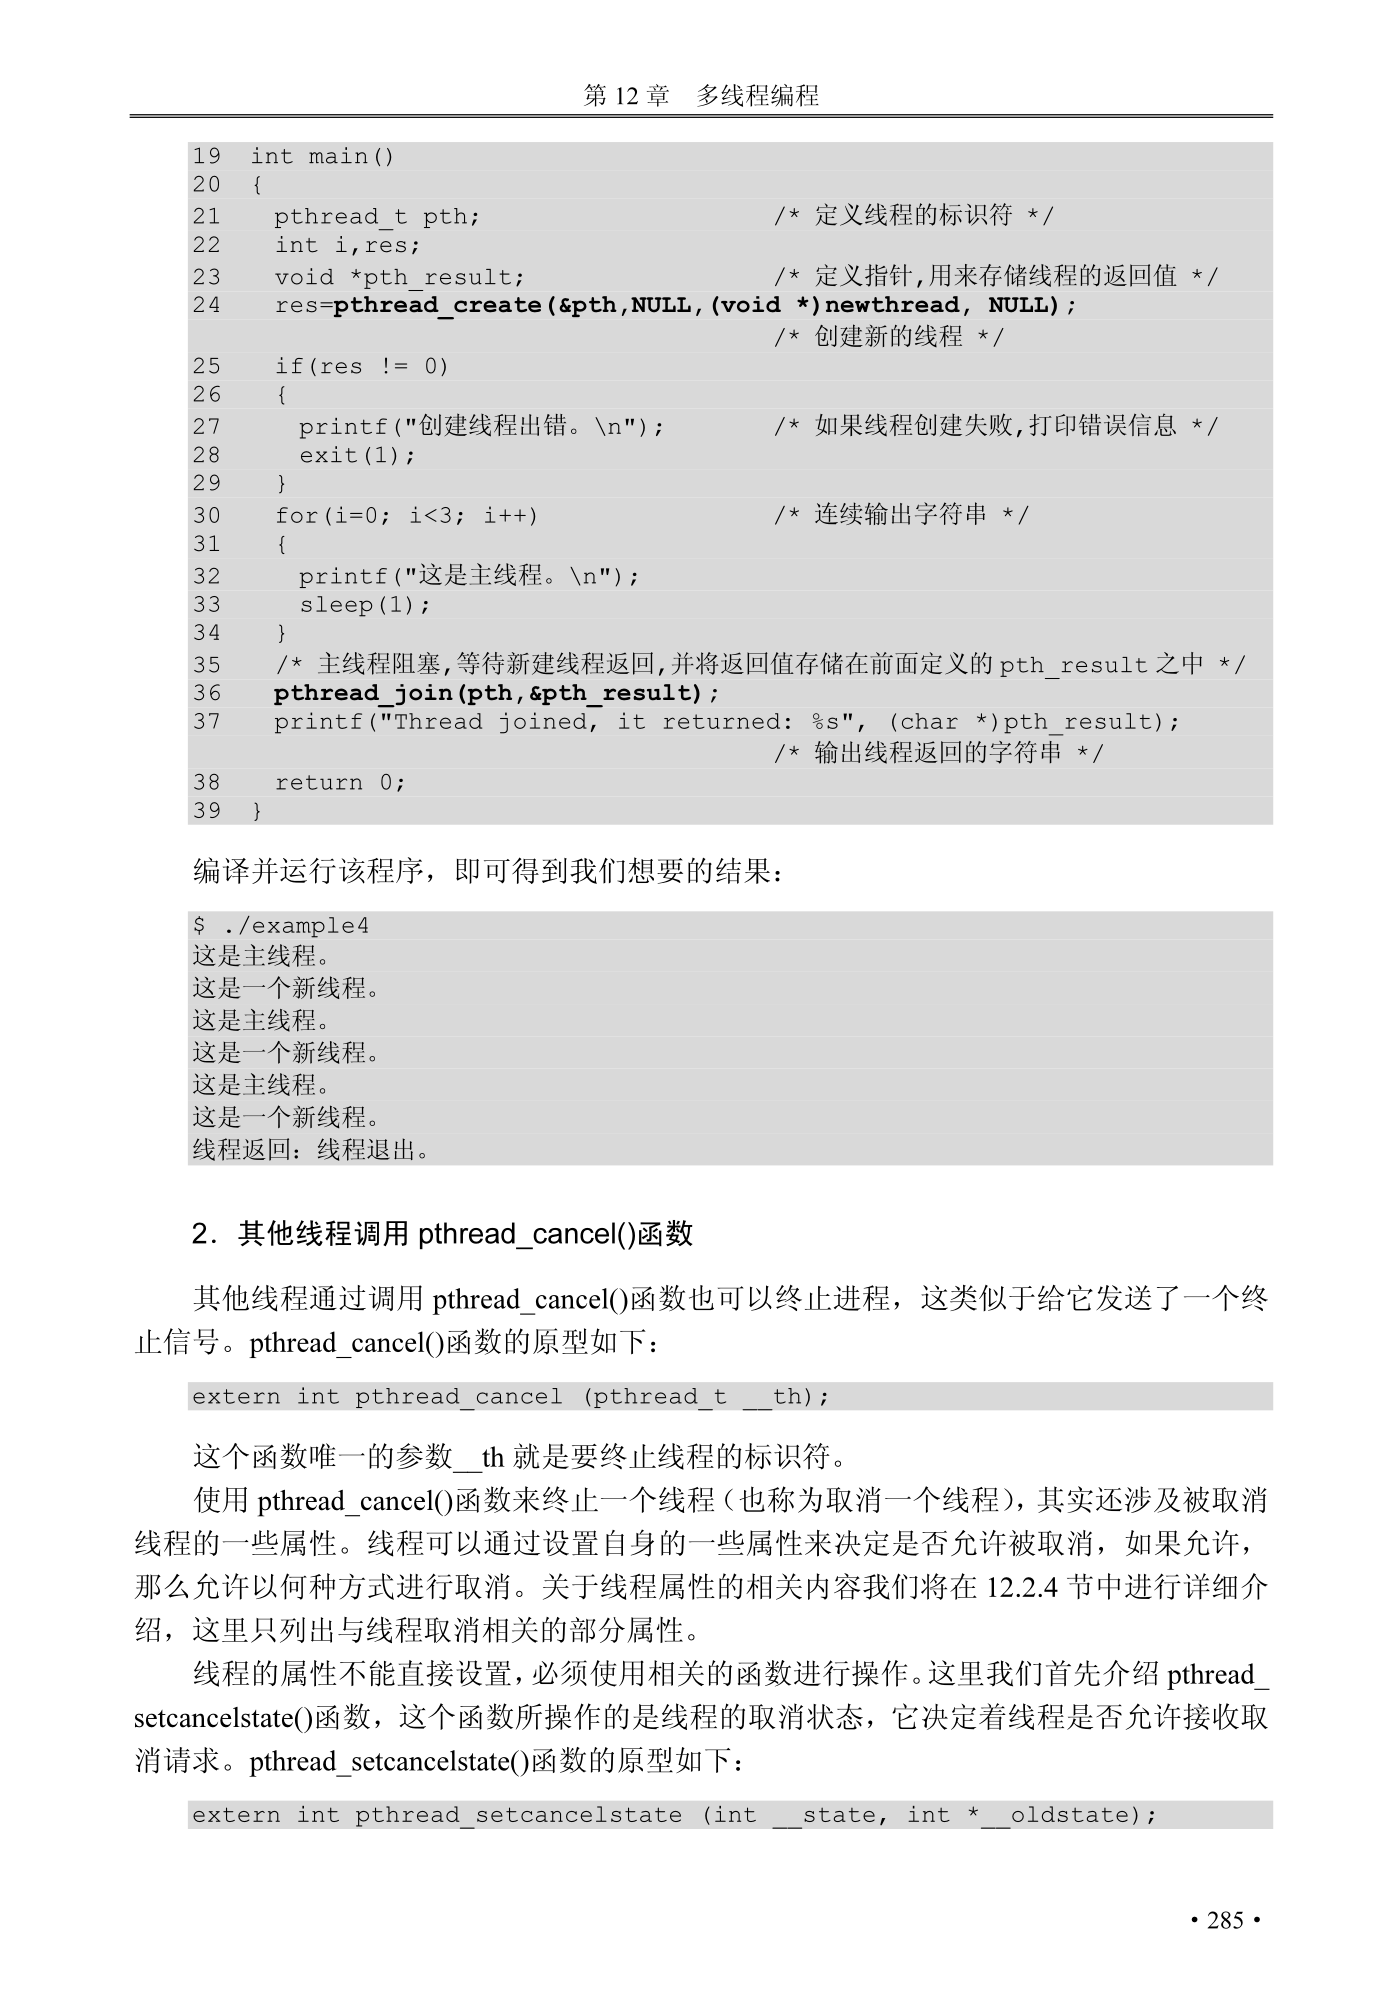 第 12 章 多线程编程
19 int main()
20 {
21 pthread_t pth; /* 定义线程的标识符 */
22 int i,res;
23 void *pth_result; /* 定义指针,用来存储线程的返回值 */
24 res=pthread_create(&pth,NULL,(void *)newthread, NULL);
/* 创建新的线程 */
25 if(res != 0)
26 {
27 printf("创建线程出错。\n"); /* 如果线程创建失败,打印错误信息 */
28 exit(1);
29 }
30 for(i=0; i<3; i++) /* 连续输出字符串 */
31 {
32 printf("这是主线程。\n");
33 sleep(1);
34 }
35 /* 主线程阻塞,等待新建线程返回,并将返回值存储在前面定义的 pth_result 之中 */
36 pthread_join(pth,&pth_result);
37 printf("Thread joined, it returned: %s", (char *)pth_result);
/* 输出线程返回的字符串 */
38 return 0;
39 }
编译并运行该程序，即可得到我们想要的结果：
$ ./example4
这是主线程。
这是一个新线程。
这是主线程。
这是一个新线程。
这是主线程。
这是一个新线程。
线程返回：线程退出。
2．其他线程调用 pthread_cancel()函数
其他线程通过调用 pthread_cancel()函数也可以终止进程，这类似于给它发送了一个终
止信号。pthread_cancel()函数的原型如下：
extern int pthread_cancel (pthread_t __th);
这个函数唯一的参数__th 就是要终止线程的标识符。
使用 pthread_cancel()函数来终止一个线程（也称为取消一个线程），其实还涉及被取消
线程的一些属性。线程可以通过设置自身的一些属性来决定是否允许被取消，如果允许，
那么允许以何种方式进行取消。关于线程属性的相关内容我们将在 12.2.4 节中进行详细介
绍，这里只列出与线程取消相关的部分属性。
线程的属性不能直接设置，必须使用相关的函数进行操作。这里我们首先介绍 pthread_
setcancelstate()函数，这个函数所操作的是线程的取消状态，它决定着线程是否允许接收取
消请求。pthread_setcancelstate()函数的原型如下：
extern int pthread_setcancelstate (int __state, int *__oldstate);
• 285 •